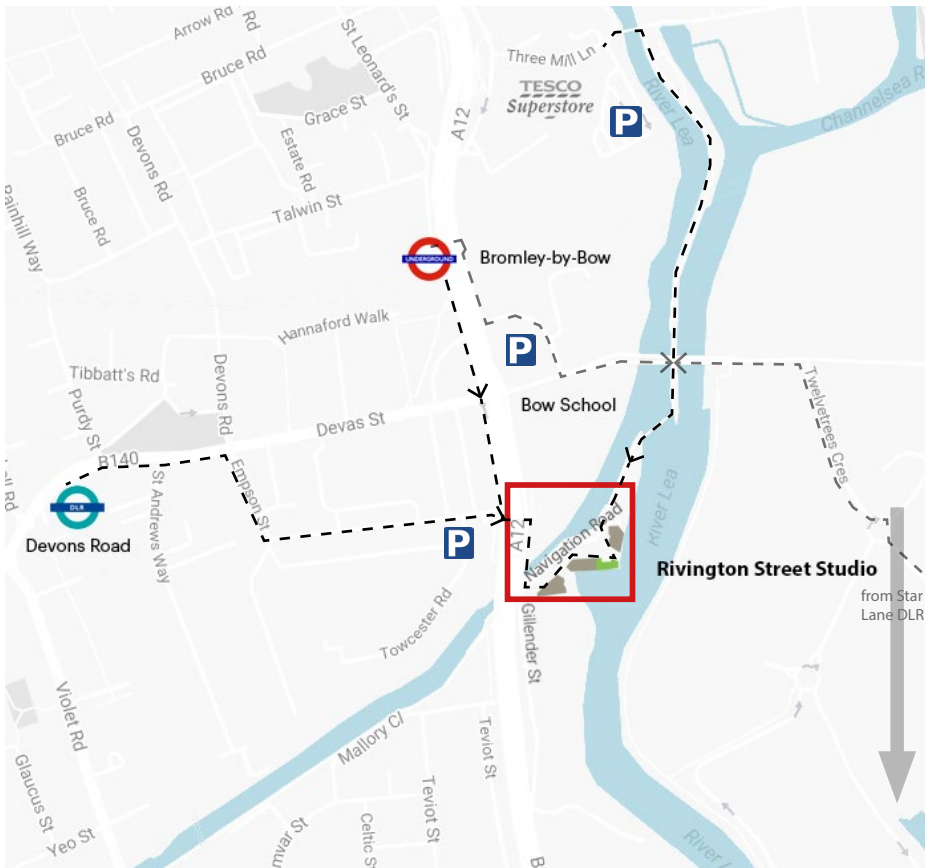 Arrow Rd
Rd
St Leonard's St
Bruce Rd
Three Mill Ln
TESCO
Superstore
River Lea
Channelsea R
Grace St
A12
P
Bruce Rd
Devons Rd
Estate Rd
Bruce Rd
Talwin St
Rainhill Way
UNDERGROUND
Bromley-by-Bow
Hannaford Walk
P
Devons Rd
Tibbatt's Rd
Twelvetrees Cres
Purdy St
Devas St
Bow School
B140
ll Rd
Empson St
St Andrews Way
River Lea
DLR
Devons Road
P
A12
Navigation Road
Rivington Street Studio
from Star
Lane DLR
Towcester Rd
Gillender St
Violet Rd
Mallory Cl
Teviot St
Glaucus St
Teviot St
Yeo St
mvar St
Celtic S
B
River L